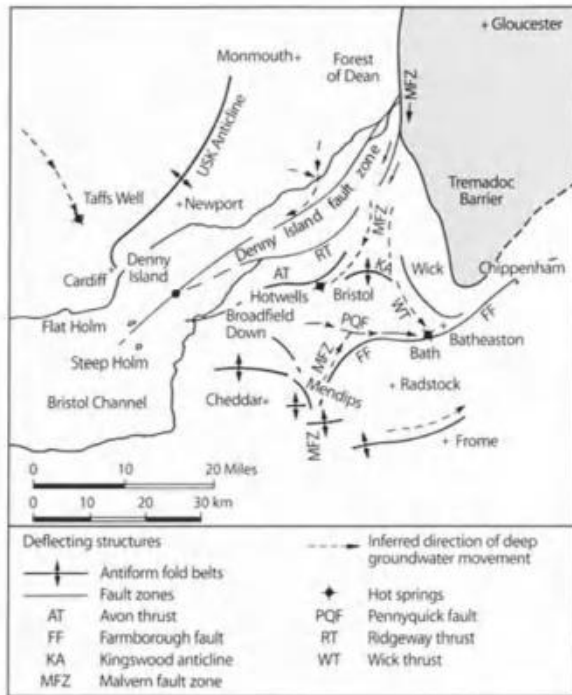 + Gloucester
Monmouth +
Forest
of Dean
MFZ
USK Anticline
Taffs Well
+ Newport
Denny Island fault zone
Tremadoc
Barrier
MFZ
Cardiff
Denny
Island
RT
AT
KA
Wick
Chippenham
Hotwells
Bristol
WT
FF
Flat Holm
Broadfield
Down
PQF
Batheaston
Steep Holm
MFZ
FF
Bath
Bristol Channel
Cheddar +
Mendips
+ Radstock
MFZ
+ Frome
0 10 20 Miles
0 10 20 30 km
Deflecting structures
Antiform fold belts
Fault zones
AT Avon thrust
FF Farmborough fault
KA Kingswood anticline
MFZ Malvern fault zone
Inferred direction of deep
groundwater movement
Hot springs
PQF Pennyquick fault
RT Ridgeway thrust
WT Wick thrust